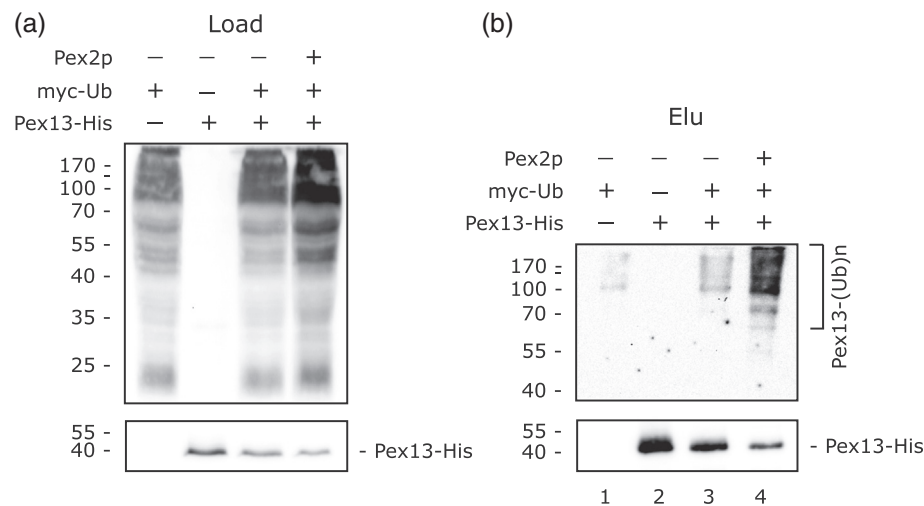 (a)
Load
Pex2p − − − +
myc-Ub + − + +
Pex13-His − + + +
170 -
-
100 -
70 -
55 -
40 -
35 -
25 -
55 -
40 -
- Pex13-His
(b)
Elu
Pex2p − − − +
myc-Ub + − + +
Pex13-His − + + +
170 -
-
100 -
70 -
55 -
40 -
Pex13-(Ub)n
55 -
40 -
- Pex13-His
1 2 3 4